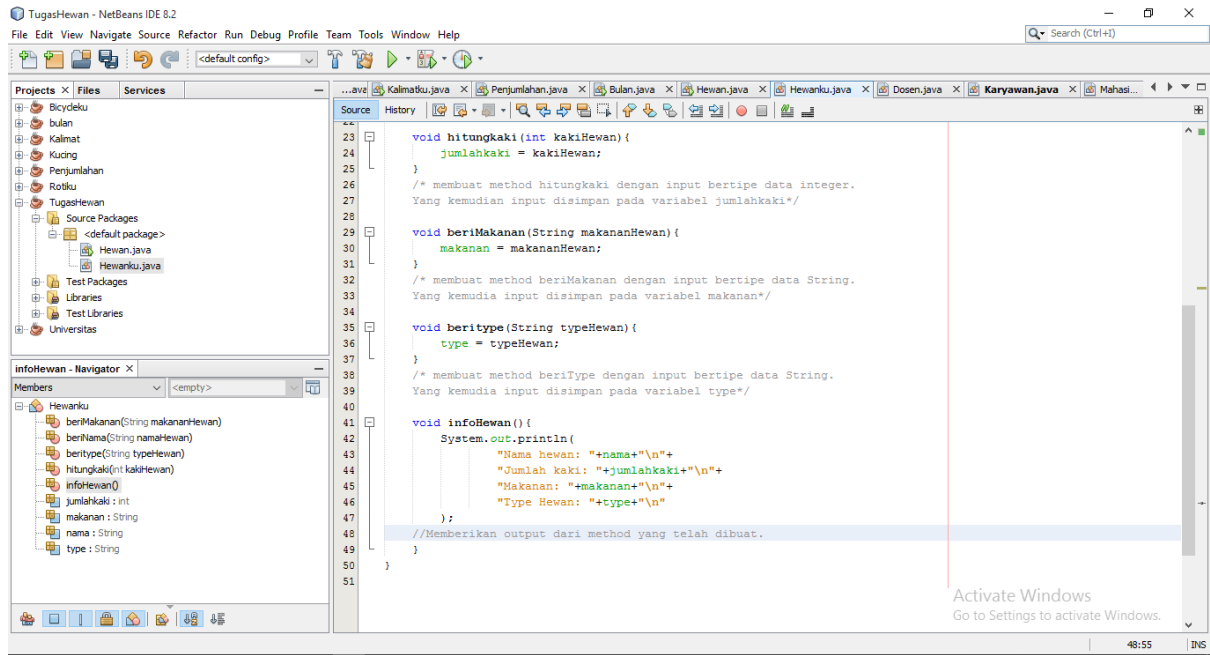 TugasHewan - NetBeans IDE 8.2
File Edit View Navigate Source Refactor Run Debug Profile Team Tools Window Help
Search (Ctrl+I)
<default config>
Projects Files Services
...ava Kalimatku.java Penjumlahan.java Bulan.java Hewan.java Hewanku.java Dosen.java Karyawan.java Mahasi...
Bicydeku
bulan
Kalimat
Kucing
Penjumlahan
Rotiku
TugasHewan
Source Packages
<default package>
Hewan.java
Hewanku.java
Test Packages
Libraries
Test Libraries
Universitas
infoHewan - Navigator
Members <empty>
Hewanku
beriMakanan(String makananHewan)
beriNama(String namaHewan)
beritype(String typeHewan)
hitungkaki(int kakiHewan)
infoHewan()
jumlahkaki : int
makanan : String
nama : String
type : String
Source History
22
23 void hitungkaki(int kakiHewan){
24 jumlahkaki = kakiHewan;
25 }
26 /* membuat method hitungkaki dengan input bertipe data integer.
27 Yang kemudian input disimpan pada variabel jumlahkaki*/
28
29 void beriMakanan(String makananHewan){
30 makanan = makananHewan;
31 }
32 /* membuat method beriMakanan dengan input bertipe data String.
33 Yang kemudia input disimpan pada variabel makanan*/
34
35 void beritype(String typeHewan){
36 type = typeHewan;
37 }
38 /* membuat method beriType dengan input bertipe data String.
39 Yang kemudia input disimpan pada variabel type*/
40
41 void infoHewan(){
42 System.out.println(
43 "Nama hewan: "+nama+"\n"+
44 "Jumlah kaki: "+jumlahkaki+"\n"+
45 "Makanan: "+makanan+"\n"+
46 "Type Hewan: "+type+"\n"
47 );
48 //Memberikan output dari method yang telah dibuat.
49 }
50 }
51
Activate Windows
Go to Settings to activate Windows.
48:55 INS